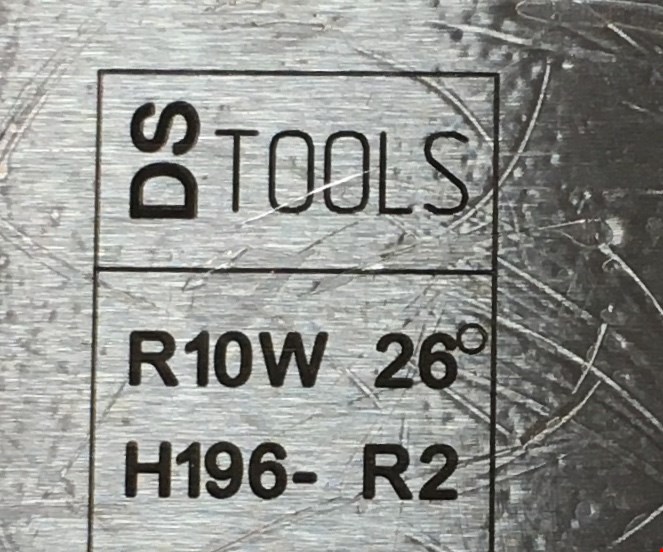 DS TOOLS
R10W 26°
H196- R2